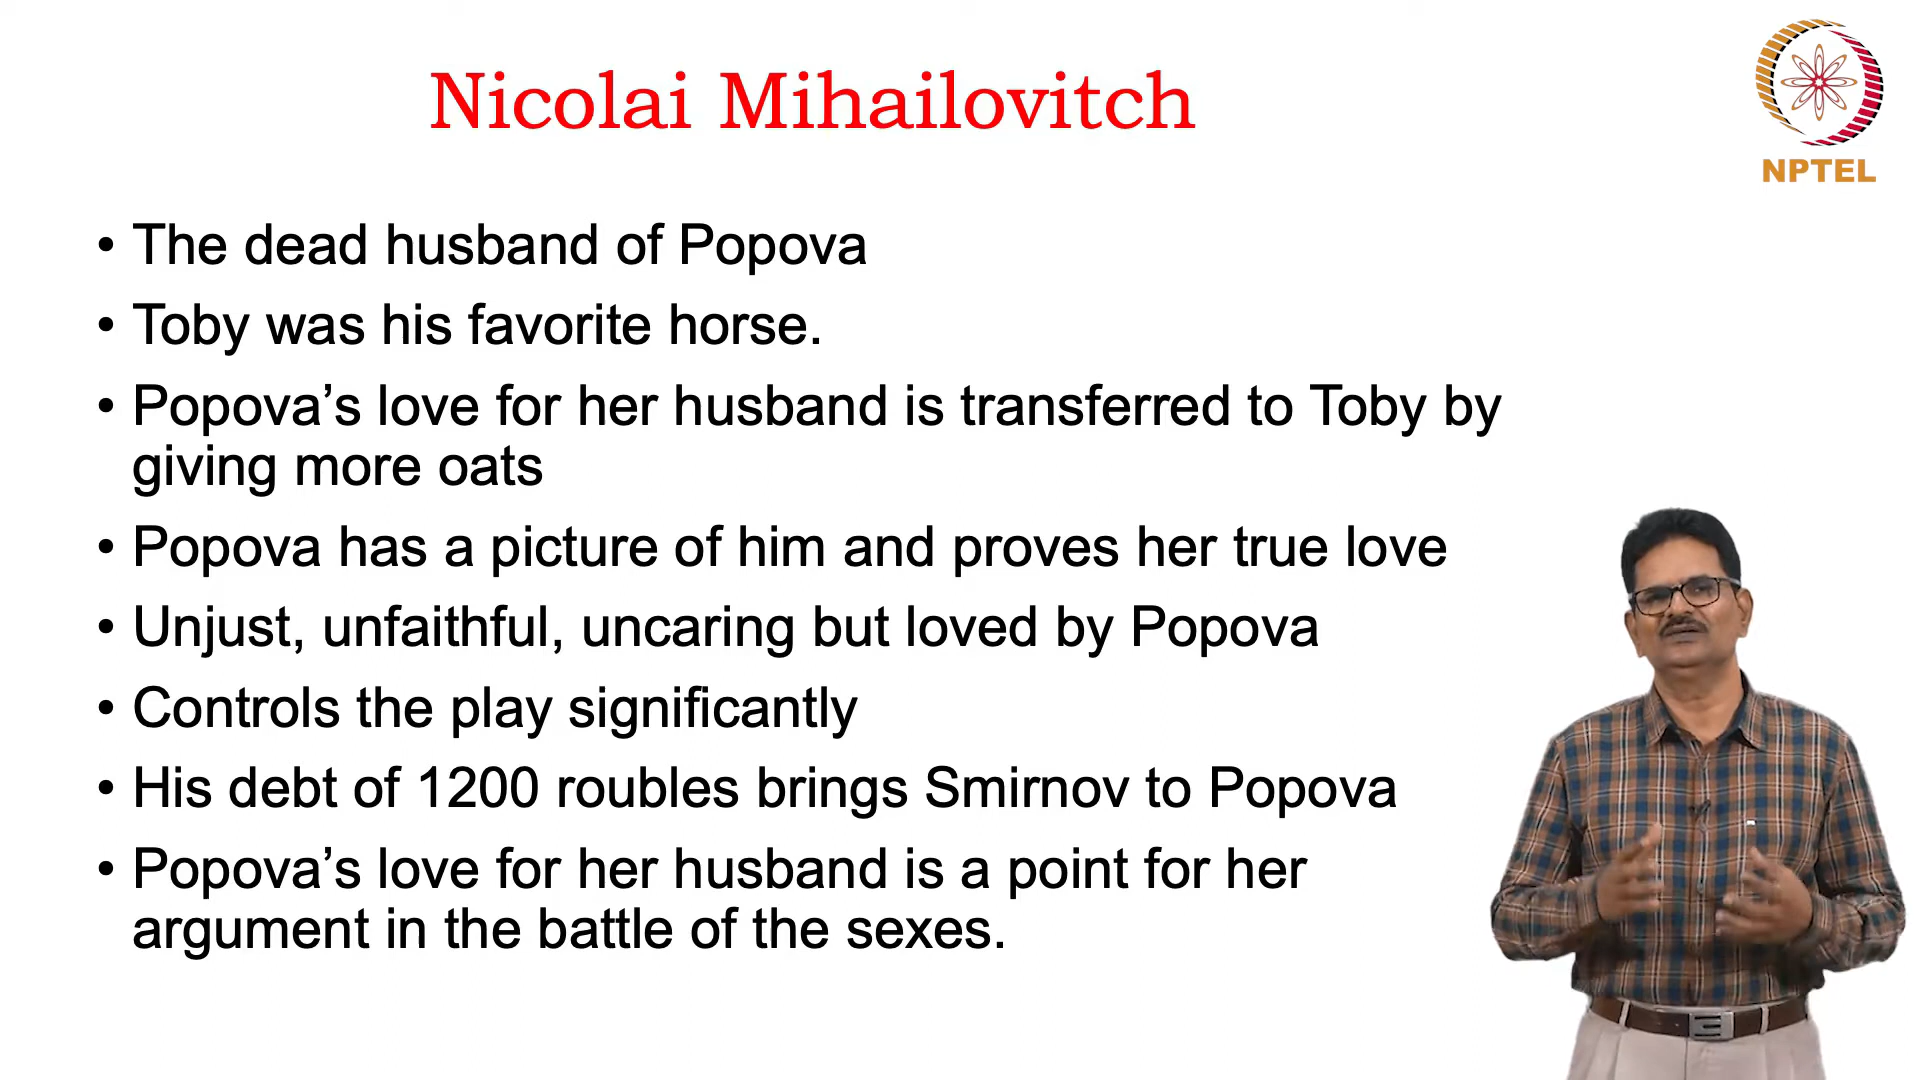 Nicolai Mihailovitch
NPTEL
• The dead husband of Popova
• Toby was his favorite horse.
• Popova’s love for her husband is transferred to Toby by
giving more oats
• Popova has a picture of him and proves her true love
• Unjust, unfaithful, uncaring but loved by Popova
• Controls the play significantly
• His debt of 1200 roubles brings Smirnov to Popova
• Popova’s love for her husband is a point for her
argument in the battle of the sexes.